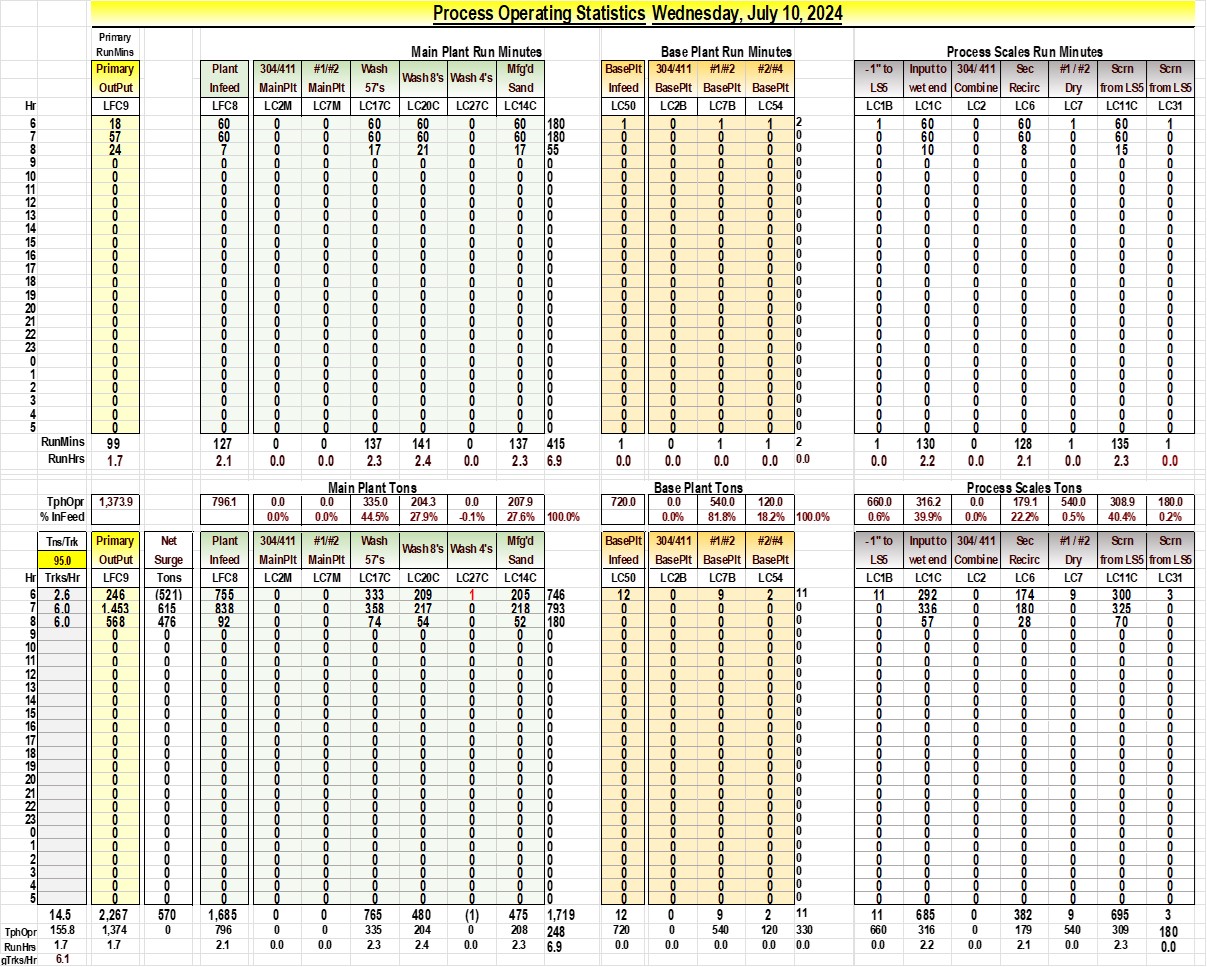 Process Operating Statistics Wednesday, July 10, 2024
Primary
RunMins Main Plant Run Minutes Base Plant Run Minutes Process Scales Run Minutes
Primary Plant 304/411 #1/#2 Wash Wash 8's Wash 4's Mfg'd BasePlt 304/411 #1/#2 #2/#4 -1" to Input to 304/ 411 Sec #1 / #2 Scrn Scrn
OutPut Infeed MainPlt MainPlt 57's Sand Infeed BasePlt BasePlt BasePlt LS5 wet end Combine Recirc Dry from LS5 from LS5
Hr LFC9 LFC8 LC2M LC7M LC17C LC20C LC27C LC14C LC50 LC2B LC7B LC54 LC1B LC1C LC2 LC6 LC7 LC11C LC31
6 18 60 0 0 60 60 0 60 180 1 0 1 1 2 1 60 0 60 1 60 1
7 57 60 0 0 60 60 0 60 180 0 0 0 0 0 0 60 0 60 0 60 0
8 24 7 0 0 17 21 0 17 55 0 0 0 0 0 0 10 0 8 0 15 0
9 0 0 0 0 0 0 0 0 0 0 0 0 0 0 0 0 0 0 0 0 0
10 0 0 0 0 0 0 0 0 0 0 0 0 0 0 0 0 0 0 0 0 0
11 0 0 0 0 0 0 0 0 0 0 0 0 0 0 0 0 0 0 0 0 0
12 0 0 0 0 0 0 0 0 0 0 0 0 0 0 0 0 0 0 0 0 0
13 0 0 0 0 0 0 0 0 0 0 0 0 0 0 0 0 0 0 0 0 0
14 0 0 0 0 0 0 0 0 0 0 0 0 0 0 0 0 0 0 0 0 0
15 0 0 0 0 0 0 0 0 0 0 0 0 0 0 0 0 0 0 0 0 0
16 0 0 0 0 0 0 0 0 0 0 0 0 0 0 0 0 0 0 0 0 0
17 0 0 0 0 0 0 0 0 0 0 0 0 0 0 0 0 0 0 0 0 0
18 0 0 0 0 0 0 0 0 0 0 0 0 0 0 0 0 0 0 0 0 0
19 0 0 0 0 0 0 0 0 0 0 0 0 0 0 0 0 0 0 0 0 0
20 0 0 0 0 0 0 0 0 0 0 0 0 0 0 0 0 0 0 0 0 0
21 0 0 0 0 0 0 0 0 0 0 0 0 0 0 0 0 0 0 0 0 0
22 0 0 0 0 0 0 0 0 0 0 0 0 0 0 0 0 0 0 0 0 0
23 0 0 0 0 0 0 0 0 0 0 0 0 0 0 0 0 0 0 0 0 0
0 0 0 0 0 0 0 0 0 0 0 0 0 0 0 0 0 0 0 0 0 0
1 0 0 0 0 0 0 0 0 0 0 0 0 0 0 0 0 0 0 0 0 0
2 0 0 0 0 0 0 0 0 0 0 0 0 0 0 0 0 0 0 0 0 0
3 0 0 0 0 0 0 0 0 0 0 0 0 0 0 0 0 0 0 0 0 0
4 0 0 0 0 0 0 0 0 0 0 0 0 0 0 0 0 0 0 0 0 0
5 0 0 0 0 0 0 0 0 0 0 0 0 0 0 0 0 0 0 0 0 0
RunMins 99 127 0 0 137 141 0 137 415 1 0 1 1 2 1 130 0 128 1 135 1
RunHrs 1.7 2.1 0.0 0.0 2.3 2.4 0.0 2.3 6.9 0.0 0.0 0.0 0.0 0.0 0.0 2.2 0.0 2.1 0.0 2.3 0.0
Main Plant Tons Base Plant Tons Process Scales Tons
TphOpr 1,373.9 796.1 0.0 0.0 335.0 204.3 0.0 207.9 720.0 0.0 540.0 120.0 660.0 316.2 0.0 179.1 540.0 308.9 180.0
% InFeed 0.0% 0.0% 44.5% 27.9% -0.1% 27.6% 100.0% 0.0% 81.8% 18.2% 100.0% 0.6% 39.9% 0.0% 22.2% 0.5% 40.4% 0.2%
Tns/Trk Primary Net Plant 304/411 #1/#2 Wash Wash 8's Wash 4's Mfg'd BasePlt 304/411 #1/#2 #2/#4 -1" to Input to 304/ 411 Sec #1 / #2 Scrn Scrn
95.0 OutPut Surge Infeed MainPlt MainPlt 57's Sand Infeed BasePlt BasePlt BasePlt LS5 wet end Combine Recirc Dry from LS5 from LS5
Hr Trks/Hr LFC9 Tons LFC8 LC2M LC7M LC17C LC20C LC27C LC14C LC50 LC2B LC7B LC54 LC1B LC1C LC2 LC6 LC7 LC11C LC31
6 2.6 246 (521) 755 0 0 333 209 1 205 746 12 0 9 2 11 11 292 0 174 9 300 3
7 6.0 1,453 615 838 0 0 358 217 0 218 793 0 0 0 0 0 0 336 0 180 0 325 0
8 6.0 568 476 92 0 0 74 54 0 52 180 0 0 0 0 0 0 57 0 28 0 70 0
9 0 0 0 0 0 0 0 0 0 0 0 0 0 0 0 0 0 0 0 0 0 0
10 0 0 0 0 0 0 0 0 0 0 0 0 0 0 0 0 0 0 0 0 0 0
11 0 0 0 0 0 0 0 0 0 0 0 0 0 0 0 0 0 0 0 0 0 0
12 0 0 0 0 0 0 0 0 0 0 0 0 0 0 0 0 0 0 0 0 0 0
13 0 0 0 0 0 0 0 0 0 0 0 0 0 0 0 0 0 0 0 0 0 0
14 0 0 0 0 0 0 0 0 0 0 0 0 0 0 0 0 0 0 0 0 0 0
15 0 0 0 0 0 0 0 0 0 0 0 0 0 0 0 0 0 0 0 0 0 0
16 0 0 0 0 0 0 0 0 0 0 0 0 0 0 0 0 0 0 0 0 0 0
17 0 0 0 0 0 0 0 0 0 0 0 0 0 0 0 0 0 0 0 0 0 0
18 0 0 0 0 0 0 0 0 0 0 0 0 0 0 0 0 0 0 0 0 0 0
19 0 0 0 0 0 0 0 0 0 0 0 0 0 0 0 0 0 0 0 0 0 0
20 0 0 0 0 0 0 0 0 0 0 0 0 0 0 0 0 0 0 0 0 0 0
21 0 0 0 0 0 0 0 0 0 0 0 0 0 0 0 0 0 0 0 0 0 0
22 0 0 0 0 0 0 0 0 0 0 0 0 0 0 0 0 0 0 0 0 0 0
23 0 0 0 0 0 0 0 0 0 0 0 0 0 0 0 0 0 0 0 0 0 0
0 0 0 0 0 0 0 0 0 0 0 0 0 0 0 0 0 0 0 0 0 0 0
1 0 0 0 0 0 0 0 0 0 0 0 0 0 0 0 0 0 0 0 0 0 0
2 0 0 0 0 0 0 0 0 0 0 0 0 0 0 0 0 0 0 0 0 0 0
3 0 0 0 0 0 0 0 0 0 0 0 0 0 0 0 0 0 0 0 0 0 0
4 0 0 0 0 0 0 0 0 0 0 0 0 0 0 0 0 0 0 0 0 0 0
5 0 0 0 0 0 0 0 0 0 0 0 0 0 0 0 0 0 0 0 0 0 0
14.5 2,267 570 1,685 0 0 765 480 (1) 475 1,719 12 0 9 2 11 11 685 0 382 9 695 3
TphOpr 155.8 1,374 0 796 0 0 335 204 0 208 248 720 0 540 120 330 660 316 0 179 540 309 180
RunHrs 1.7 1.7 2.1 0.0 0.0 2.3 2.4 0.0 2.3 6.9 0.0 0.0 0.0 0.0 0.0 2.2 0.0 2.1 0.0 2.3 0.0
gTrks/Hr 6.1